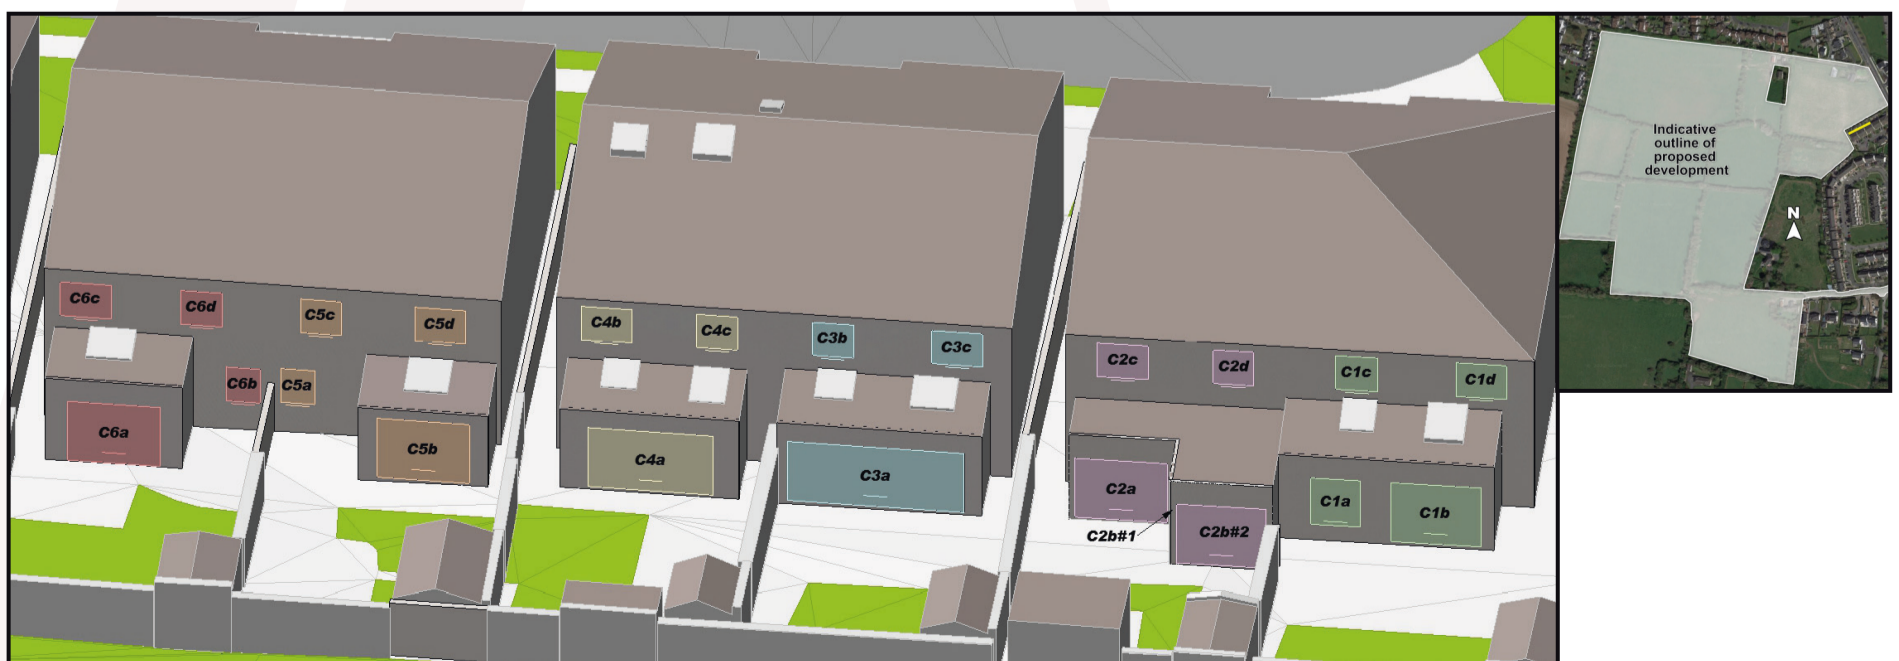 C6c
C6d
C5c
C5d
C4b
C4c
C3b
C3c
C2c
C2d
C1c
C1d
C6b
C5a
C6a
C5b
C4a
C3a
C2a
C2b#1
C2b#2
C1a
C1b
Indicative
outline of
proposed
development
N